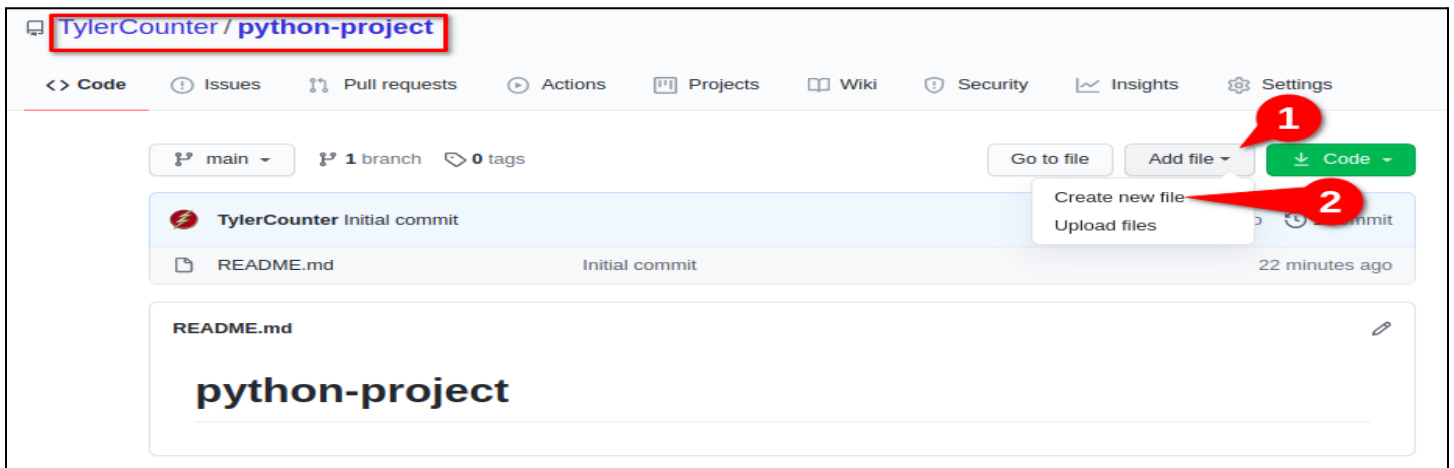 TylerCounter / python-project
<> Code Issues Pull requests Actions Projects Wiki Security Insights Settings
1
main 1 branch 0 tags Go to file Add file Code
Create new file
2
TylerCounter Initial commit
Upload files
README.md Initial commit 22 minutes ago
README.md
python-project